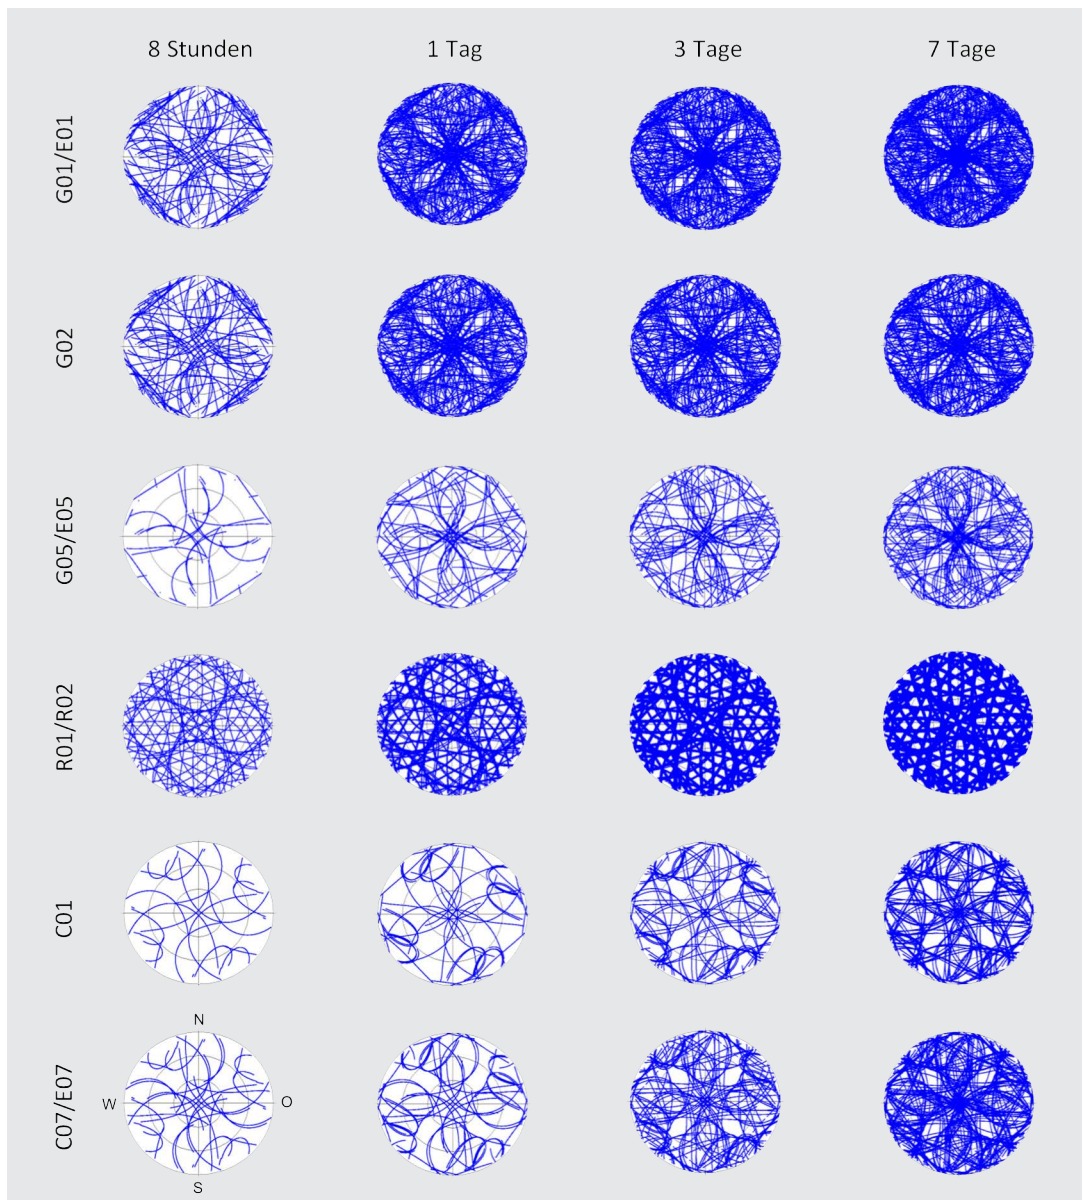 8 Stunden 1 Tag 3 Tage 7 Tage
G01/E01
G02
G05/E05
R01/R02
C01
N
C07/E07
W O
S